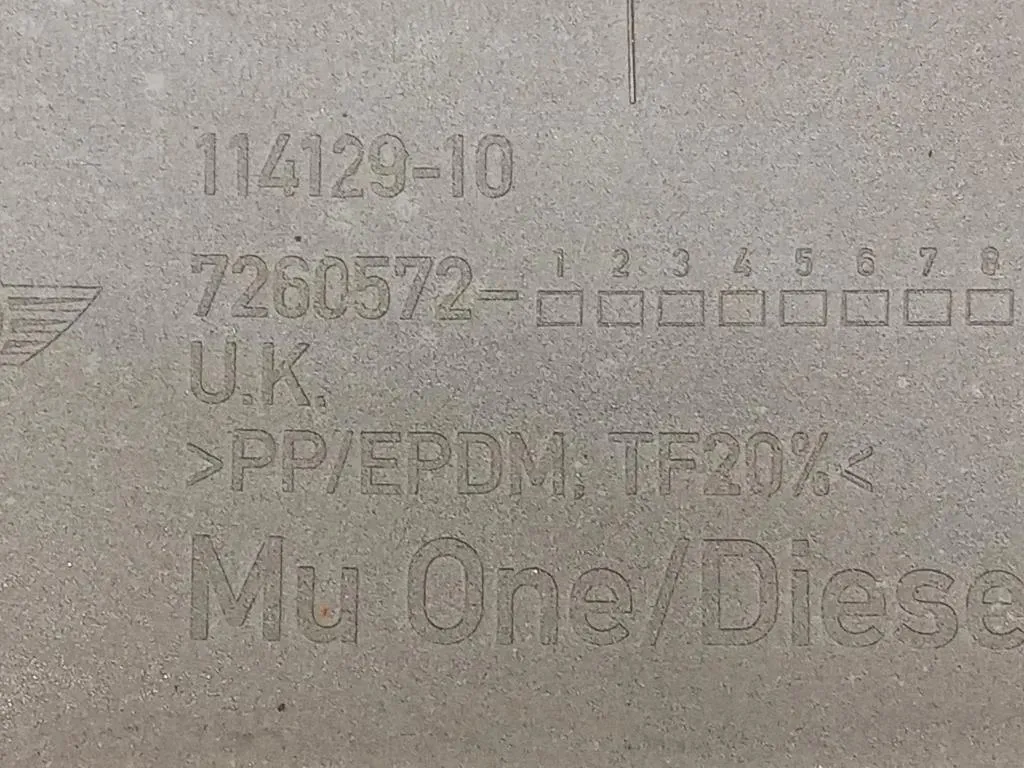 114129-10
1 2 3 4 5 6 7 8
7260572-
U.K.
>PP/EPDM, TF20%<
Mu One/Diese